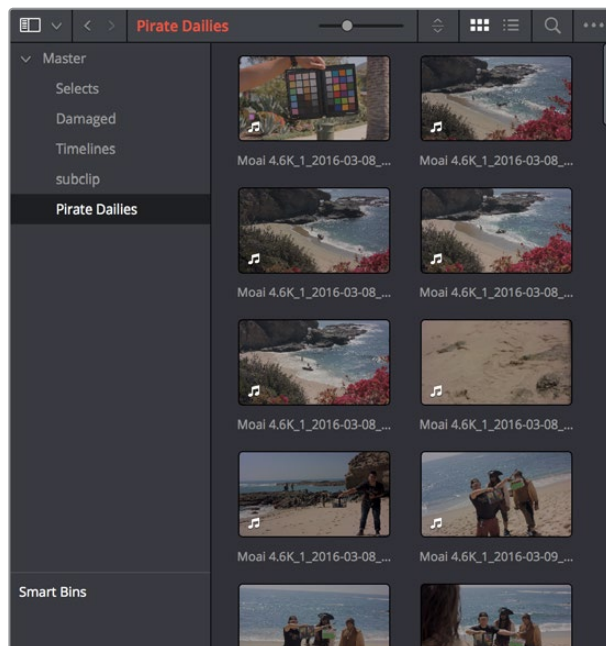 Pirate Dailies
Master
Selects
Damaged
Timelines
subclip
Pirate Dailies
Moai 4.6K_1_2016-03-08_...
Moai 4.6K_1_2016-03-08_...
Moai 4.6K_1_2016-03-08_...
Moai 4.6K_1_2016-03-08_...
Moai 4.6K_1_2016-03-08_...
Moai 4.6K_1_2016-03-08_...
Moai 4.6K_1_2016-03-08_...
Moai 4.6K_1_2016-03-09_...
Smart Bins